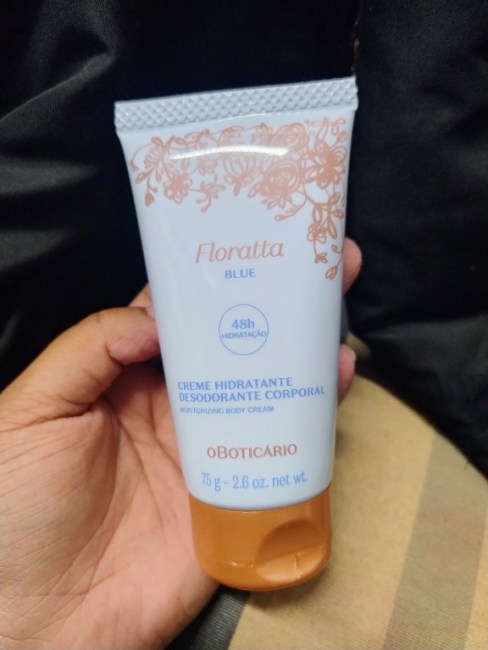 Floratta
BLUE
48h
HIDRATAÇÃO
CREME HIDRATANTE
DESODORANTE CORPORAL
MOISTURIZING BODY CREAM
oBOTICÁRIO
75 g - 2.6 oz. net wt.